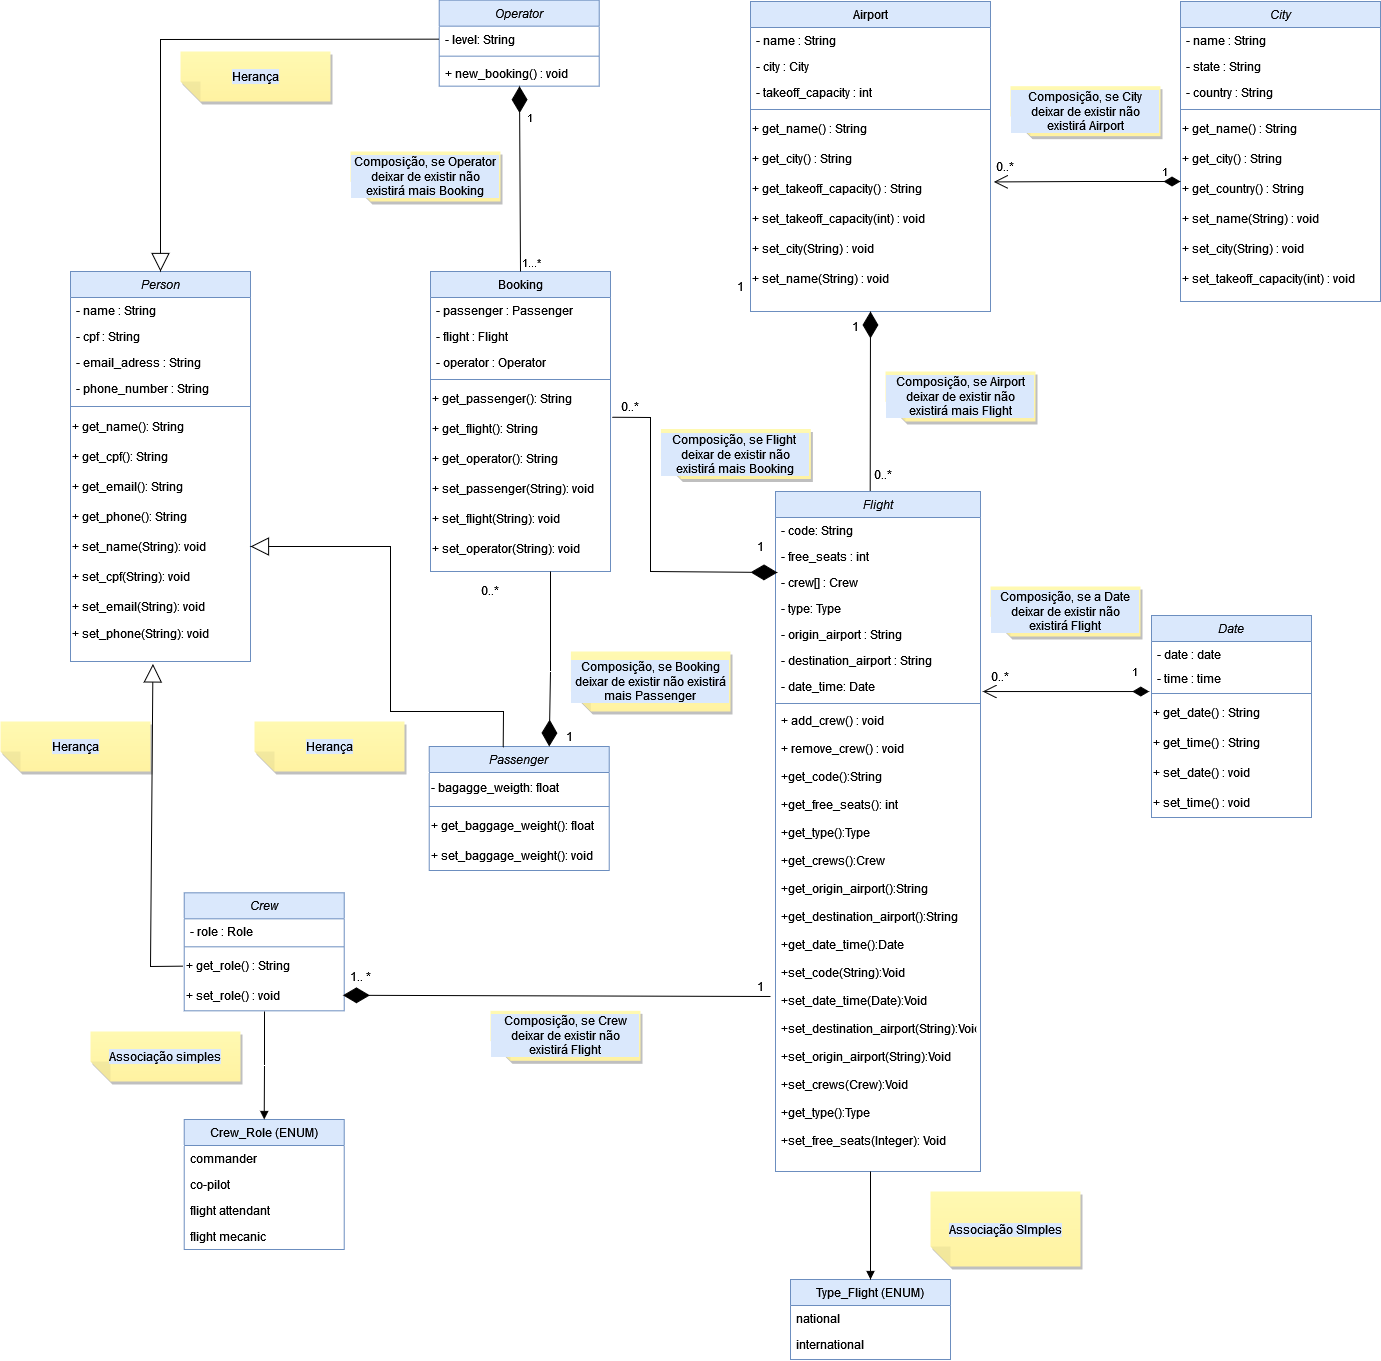 Operator
- level: String
+ new_booking() : void
Herança
1
Composição, se Operator
deixar de existir não
existirá mais Booking
1...*
Airport
- name : String
- city : City
- takeoff_capacity : int
+ get_name() : String
+ get_city() : String
+ get_takeoff_capacity() : String
+ set_takeoff_capacity(int) : void
+ set_city(String) : void
+ set_name(String) : void
1
City
- name : String
- state : String
- country : String
+ get_name() : String
+ get_city() : String
+ get_country() : String
+ set_name(String) : void
+ set_city(String) : void
+ set_takeoff_capacity(int) : void
Composição, se City
deixar de existir não
existirá Airport
0..*
1
Person
- name : String
- cpf : String
- email_adress : String
- phone_number : String
+ get_name(): String
+ get_cpf(): String
+ get_email(): String
+ get_phone(): String
+ set_name(String): void
+ set_cpf(String): void
+ set_email(String): void
+ set_phone(String): void
Booking
- passenger : Passenger
- flight : Flight
- operator : Operator
+ get_passenger(): String
+ get_flight(): String
+ get_operator(): String
+ set_passenger(String): void
+ set_flight(String): void
+ set_operator(String): void
0..*
0..*
1
Composição, se Airport
deixar de existir não
existirá mais Flight
0..*
Composição, se Flight
deixar de existir não
existirá mais Booking
1
Flight
- code: String
- free_seats : int
- crew[] : Crew
- type: Type
- origin_airport : String
- destination_airport : String
- date_time: Date
+ add_crew() : void
+ remove_crew() : void
+get_code():String
+get_free_seats(): int
+get_type():Type
+get_crews():Crew
+get_origin_airport():String
+get_destination_airport():String
+get_date_time():Date
+set_code(String):Void
+set_date_time(Date):Void
+set_destination_airport(String):Voi
+set_origin_airport(String):Void
+set_crews(Crew):Void
+get_type():Type
+set_free_seats(Integer): Void
Composição, se a Date
deixar de existir não
existirá Flight
0..*
1
Date
- date : date
- time : time
+ get_date() : String
+ get_time() : String
+ set_date() : void
+ set_time() : void
Composição, se Booking
deixar de existir não existirá
mais Passenger
1
Herança
Herança
Passenger
- bagagge_weigth: float
+ get_baggage_weight(): float
+ set_baggage_weight(): void
Crew
- role : Role
+ get_role() : String
+ set_role() : void
1.. *
1
Composição, se Crew
deixar de existir não
existirá Flight
Associação simples
Crew_Role (ENUM)
commander
co-pilot
flight attendant
flight mecanic
Associação SImples
Type_Flight (ENUM)
national
international